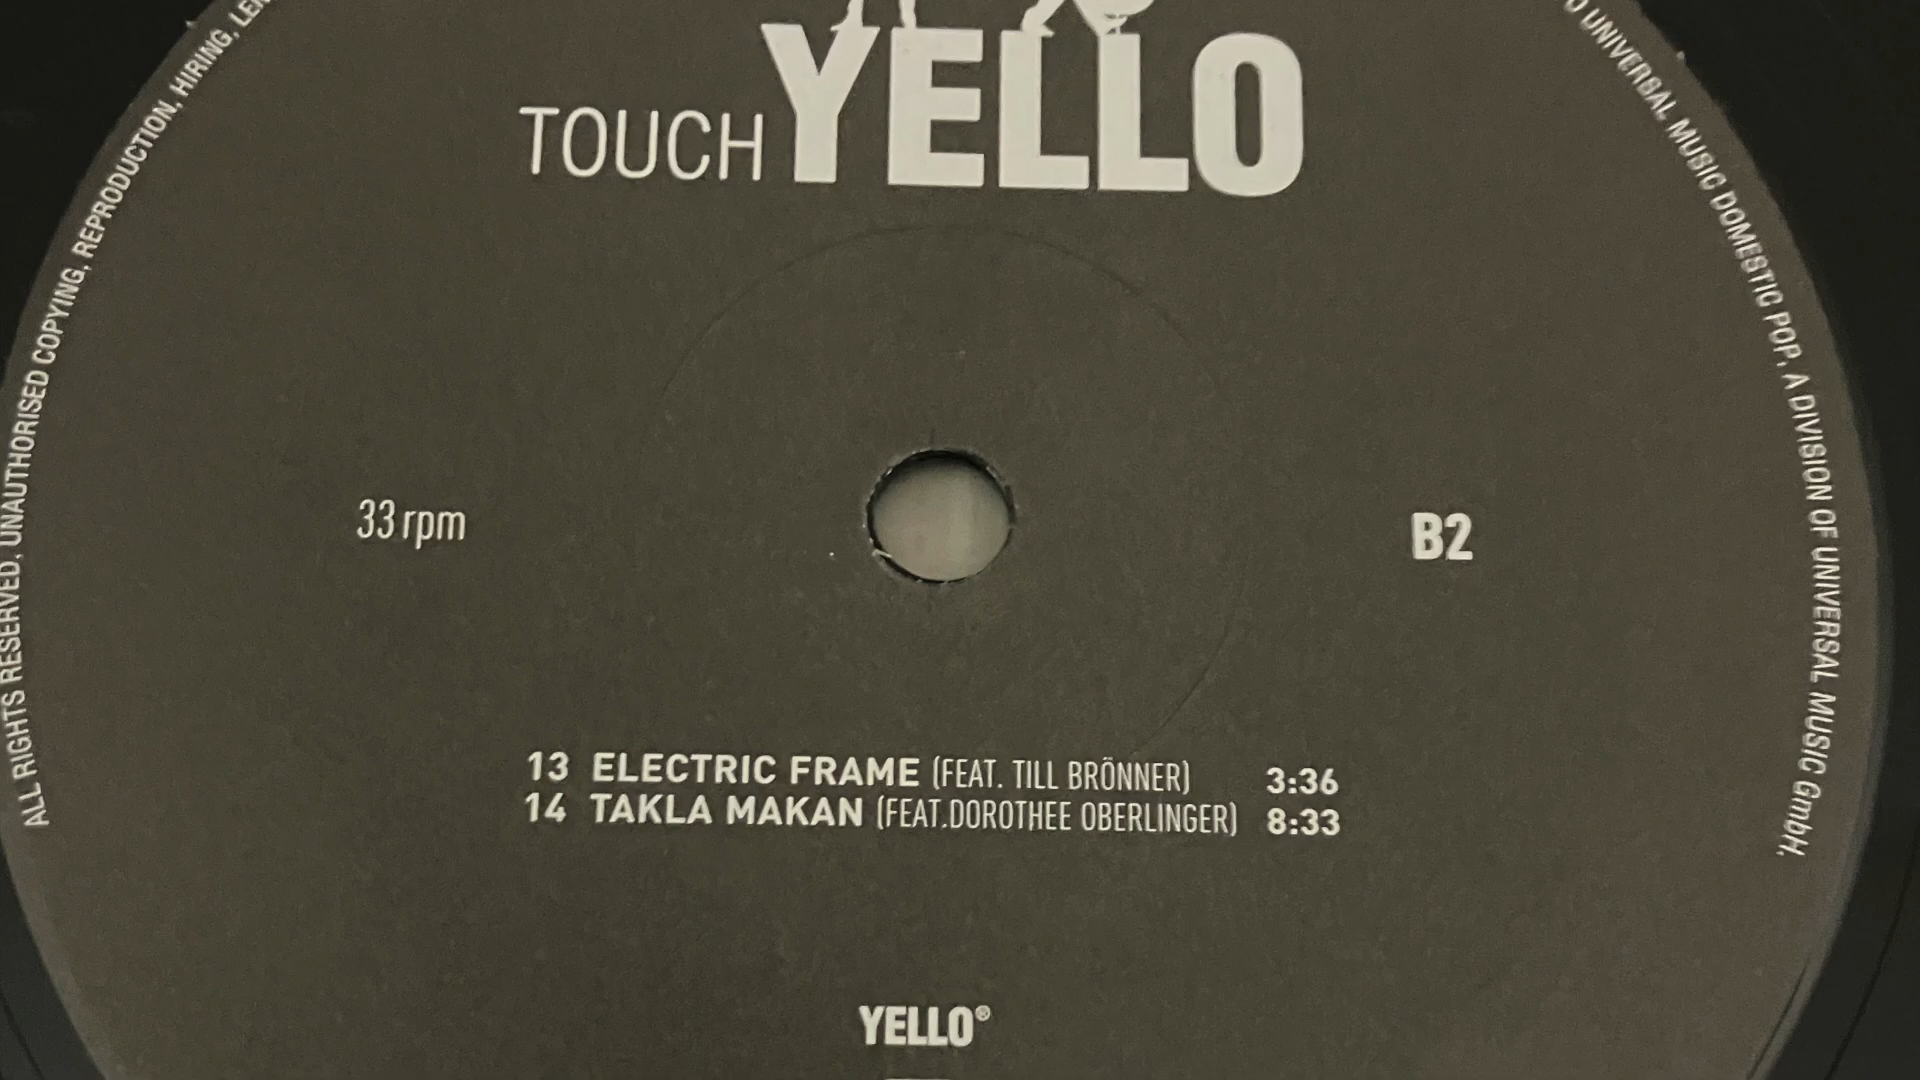 TOUCH YELLO
33 rpm
B2
13 ELECTRIC FRAME (FEAT. TILL BRÖNNER) 3:36
14 TAKLA MAKAN (FEAT.DOROTHEE OBERLINGER) 8:33
YELLO®
ALL RIGHTS RESERVED. UNAUTHORISED COPYING, REPRODUCTION, HIRING,
UNIVERSAL MUSIC DOMESTIC POP, A DIVISION OF UNIVERSAL MUSIC GmbH,